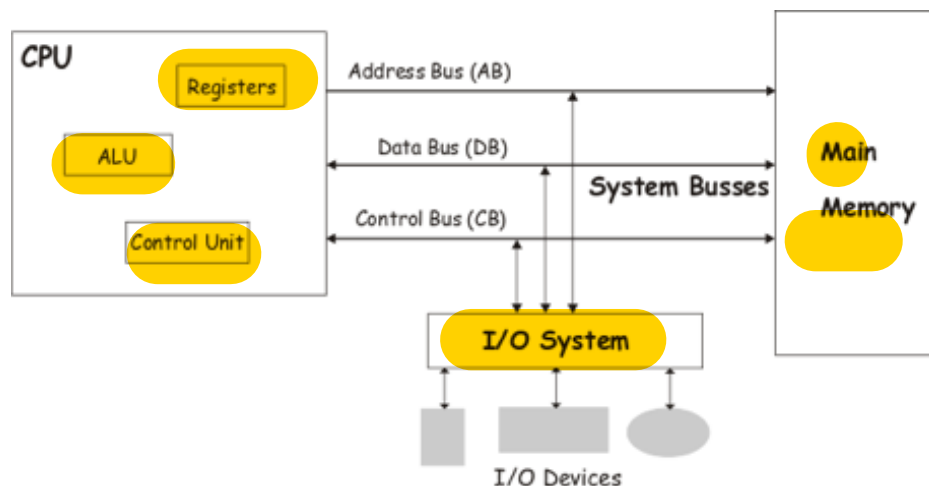 CPU
Registers
ALU
Control Unit
Address Bus (AB)
Data Bus (DB)
System Busses
Control Bus (CB)
Main
Memory
I/O System
I/O Devices